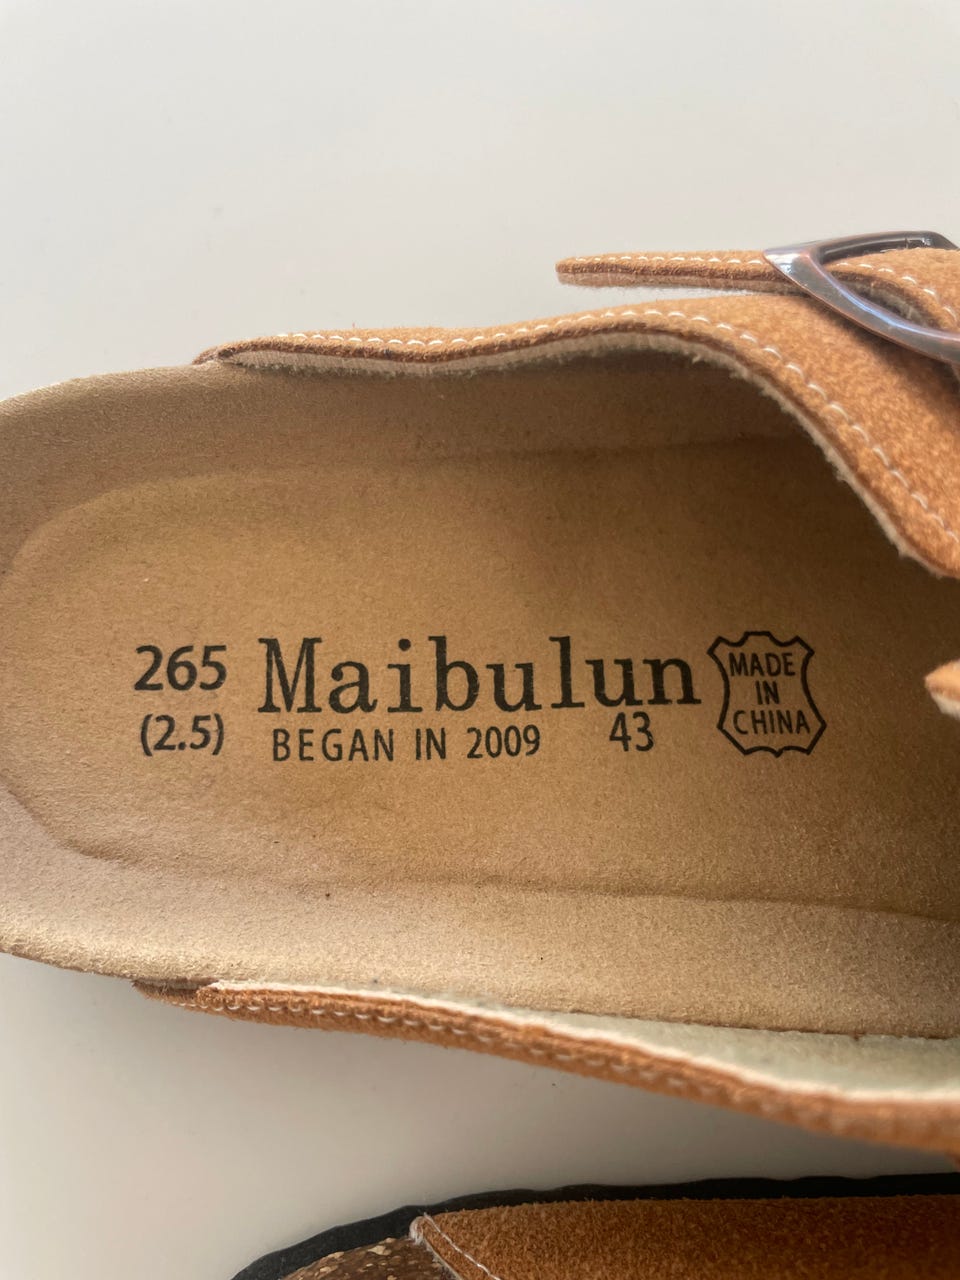 265 Maibulun
(2.5) BEGAN IN 2009 43
MADE
IN
CHINA